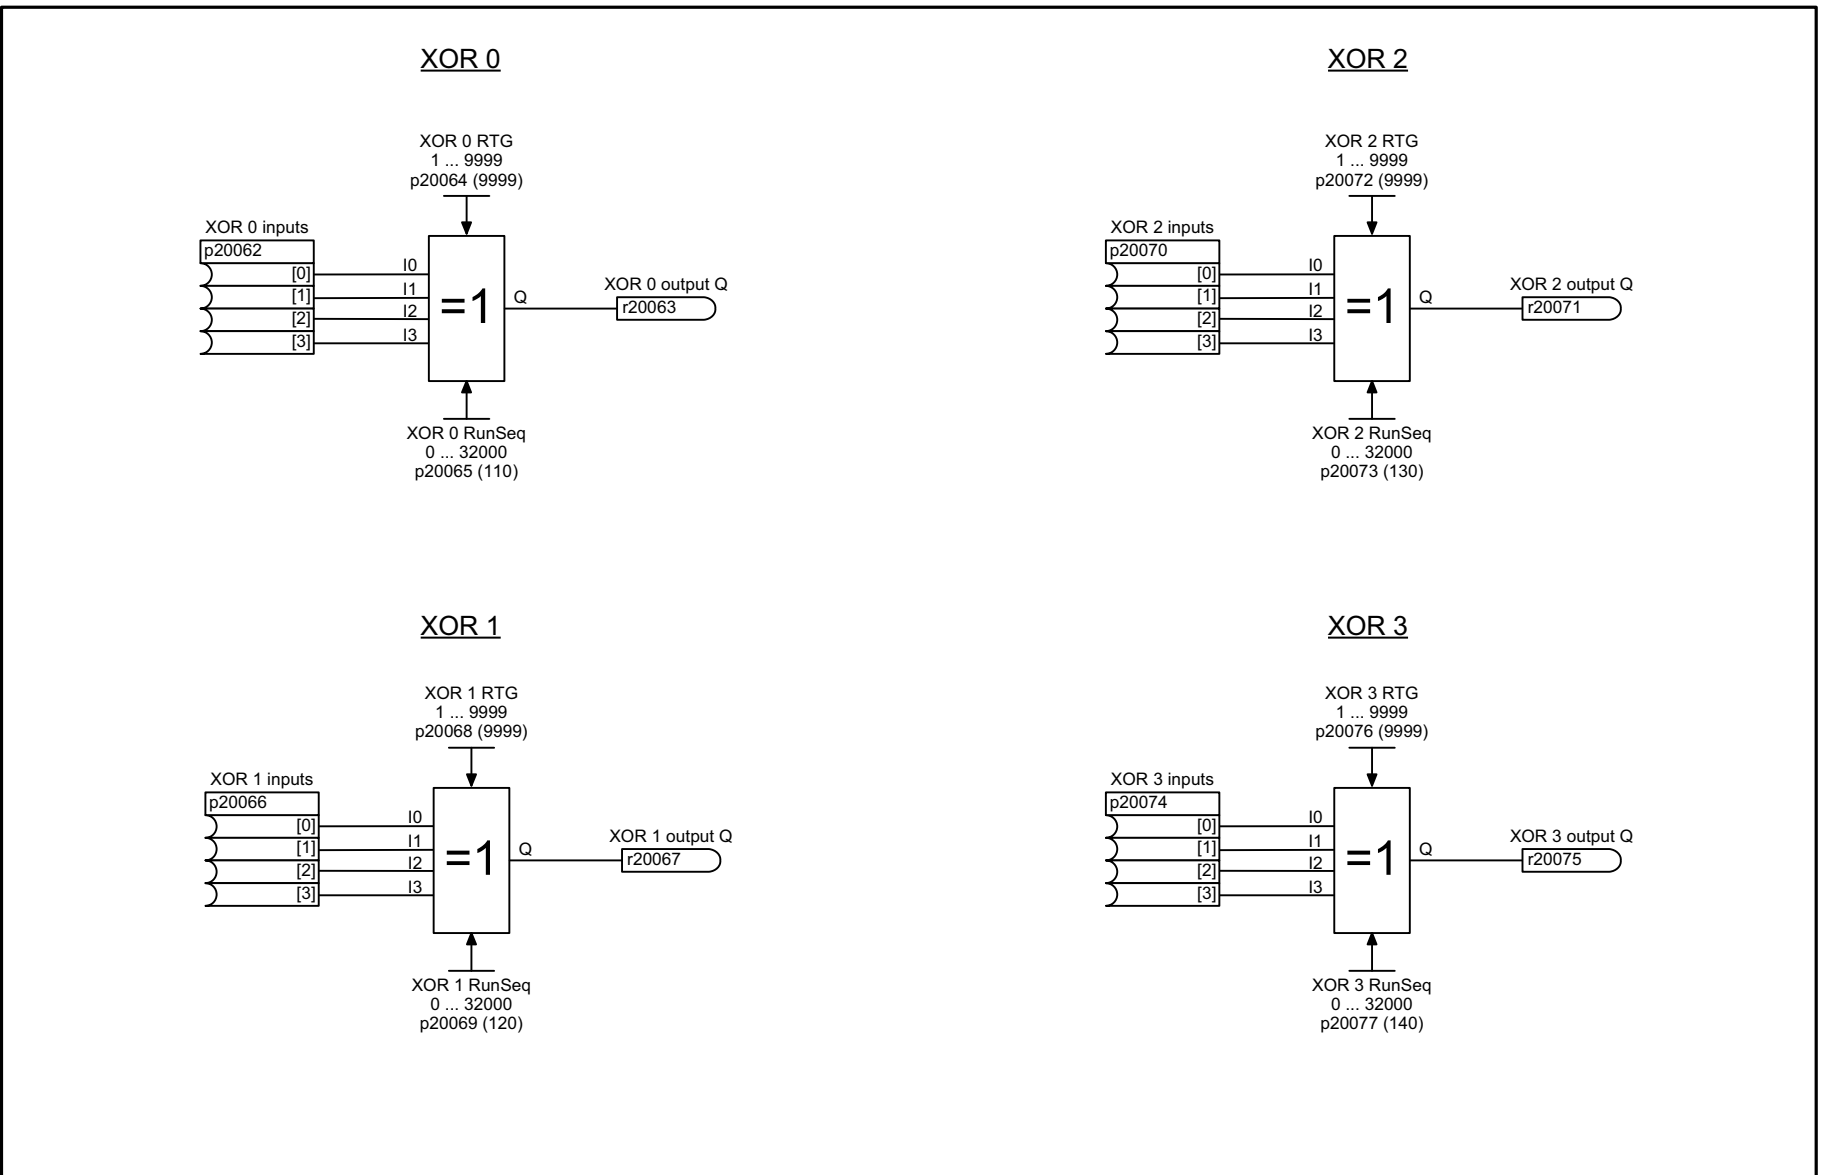 XOR 0
XOR 0 RTG
1 ... 9999
p20064 (9999)
XOR 0 inputs
p20062
[0]
[1]
[2]
[3]
I0
I1
I2
I3
=1
Q
XOR 0 output Q
r20063
XOR 0 RunSeq
0 ... 32000
p20065 (110)
XOR 2
XOR 2 RTG
1 ... 9999
p20072 (9999)
XOR 2 inputs
p20070
[0]
[1]
[2]
[3]
I0
I1
I2
I3
=1
Q
XOR 2 output Q
r20071
XOR 2 RunSeq
0 ... 32000
p20073 (130)
XOR 1
XOR 1 RTG
1 ... 9999
p20068 (9999)
XOR 1 inputs
p20066
[0]
[1]
[2]
[3]
I0
I1
I2
I3
=1
Q
XOR 1 output Q
r20067
XOR 1 RunSeq
0 ... 32000
p20069 (120)
XOR 3
XOR 3 RTG
1 ... 9999
p20076 (9999)
XOR 3 inputs
p20074
[0]
[1]
[2]
[3]
I0
I1
I2
I3
=1
Q
XOR 3 output Q
r20075
XOR 3 RunSeq
0 ... 32000
p20077 (140)